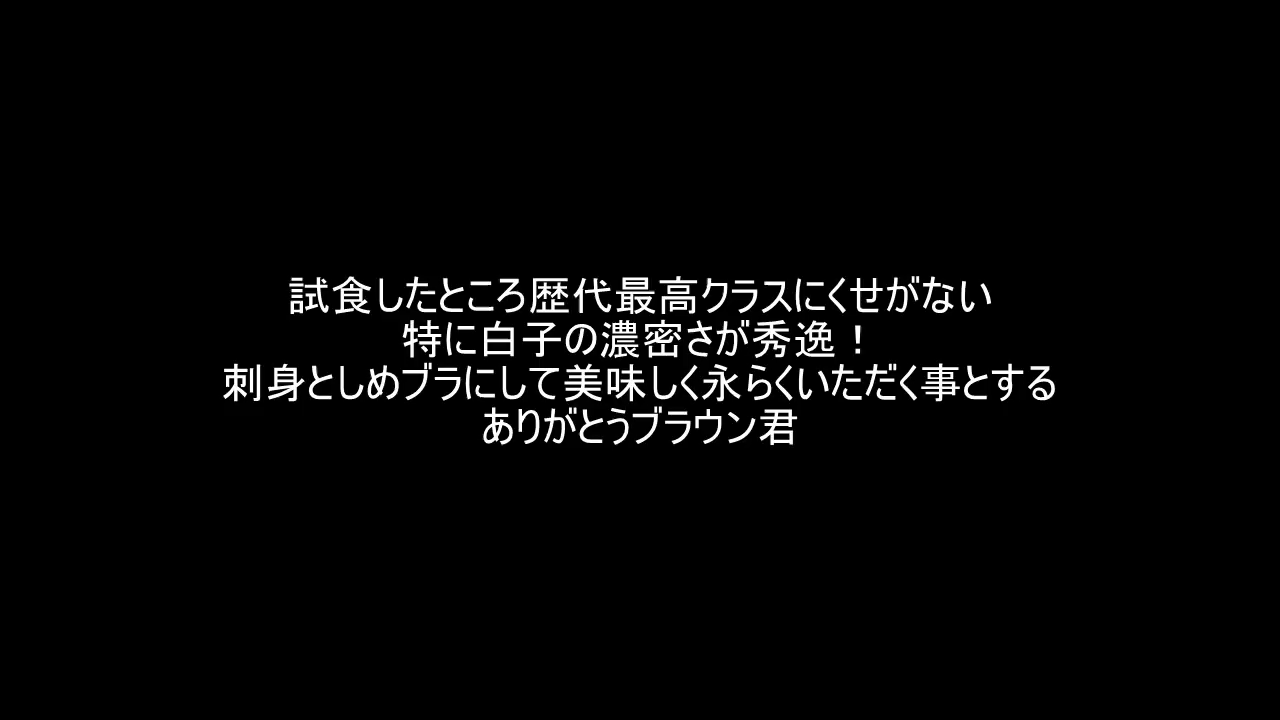 試食したところ歴代最高クラスにくせがない
特に白子の濃密さが秀逸！
刺身としめブラにして美味しく永らくいただく事とする
ありがとうブラウン君